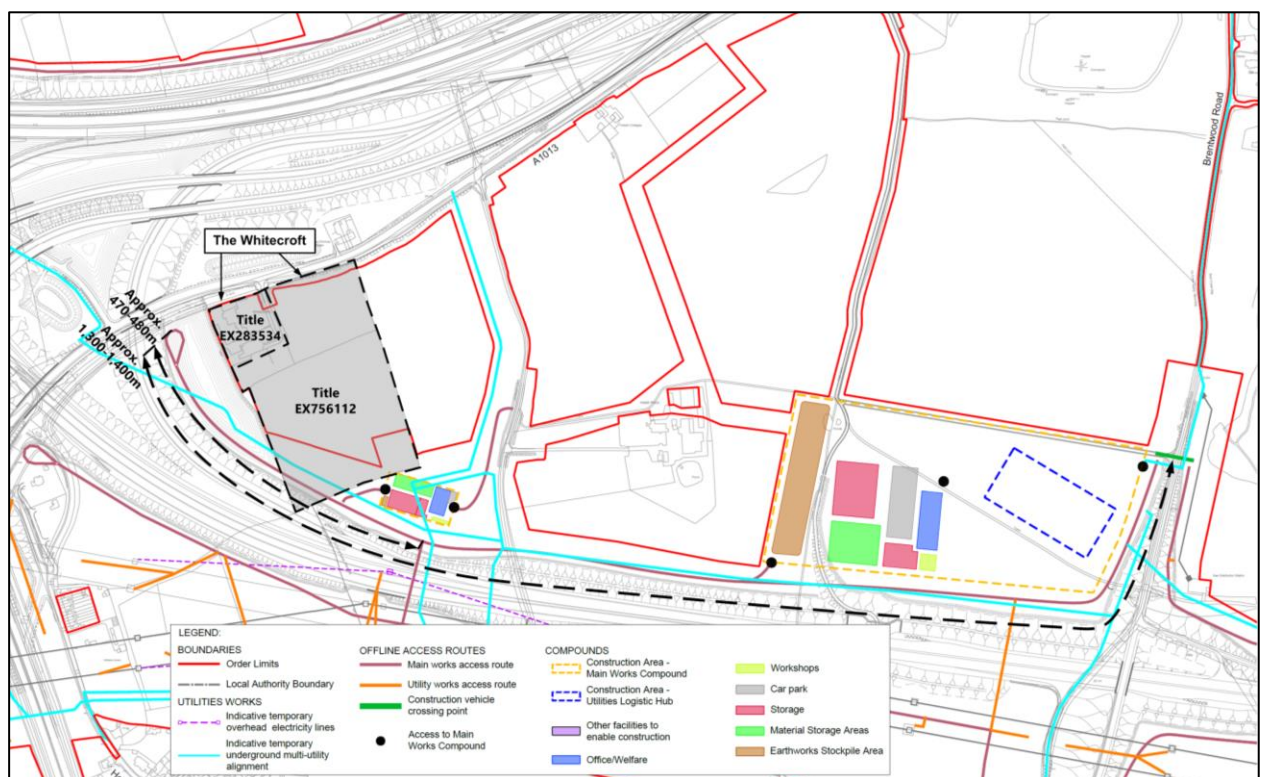 A1013
Brentwood Road
The Whitecroft
Title
EX283534
Title
EX756112
Approx.
470-480m
Approx.
1,300-1,400m
LEGEND:
BOUNDARIES
Order Limits
Local Authority Boundary
UTILITIES WORKS
Indicative temporary
overhead electricity lines
Indicative temporary
underground multi-utility
alignment
OFFLINE ACCESS ROUTES
Main works access route
Utility works access route
Construction vehicle
crossing point
Access to Main
Works Compound
COMPOUNDS
Construction Area -
Main Works Compound
Construction Area -
Utilities Logistic Hub
Other facilities to
enable construction
Office/Welfare
Workshops
Car park
Storage
Material Storage Areas
Earthworks Stockpile Area